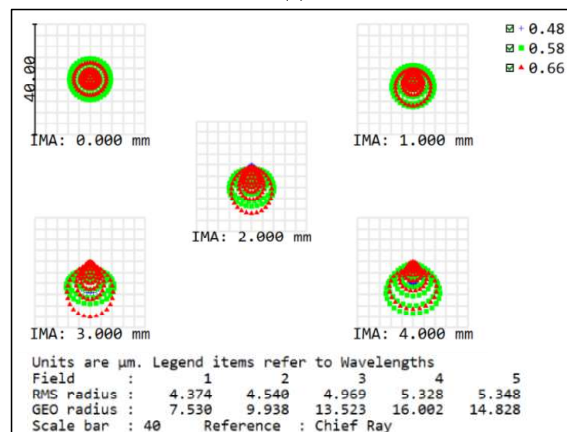 0.48
0.58
0.66
40.00
IMA: 0.000 mm
IMA: 1.000 mm
IMA: 2.000 mm
IMA: 3.000 mm
IMA: 4.000 mm
Units are µm. Legend items refer to Wavelengths
Field : 1 2 3 4 5
RMS radius : 4.374 4.540 4.969 5.328 5.348
GEO radius : 7.530 9.938 13.523 16.002 14.828
Scale bar : 40 Reference : Chief Ray